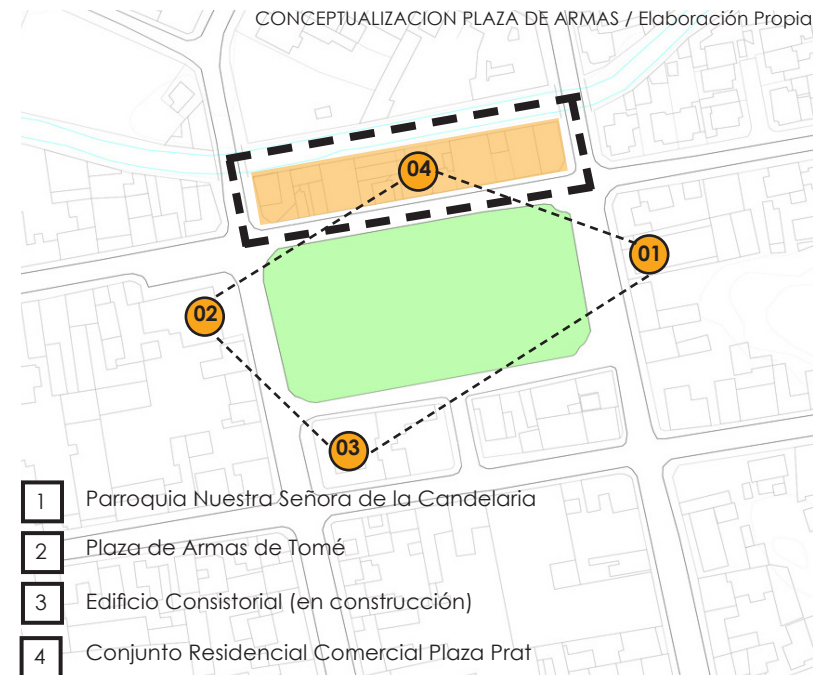 CONCEPTUALIZACION PLAZA DE ARMAS / Elaboración Propia
04
01
02
03
1 Parroquia Nuestra Señora de la Candelaria
2 Plaza de Armas de Tomé
3 Edificio Consistorial (en construcción)
4 Conjunto Residencial Comercial Plaza Prat